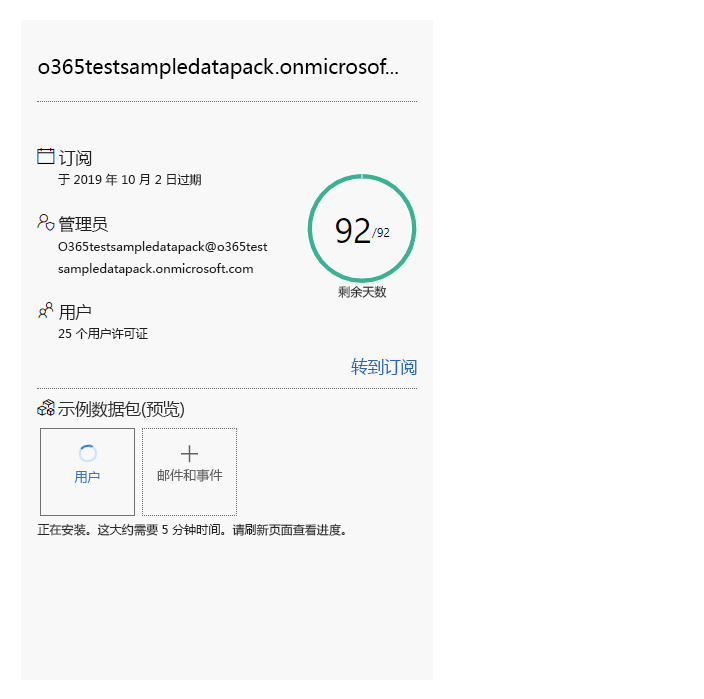 o365testsampledatapack.onmicrosof...
订阅
于 2019 年 10 月 2 日过期
管理员
O365testsampledatapack@o365test
sampledatapack.onmicrosoft.com
92/92
剩余天数
用户
25 个用户许可证
转到订阅
示例数据包(预览)
用户
邮件和事件
正在安装。这大约需要 5 分钟时间。请刷新页面查看进度。